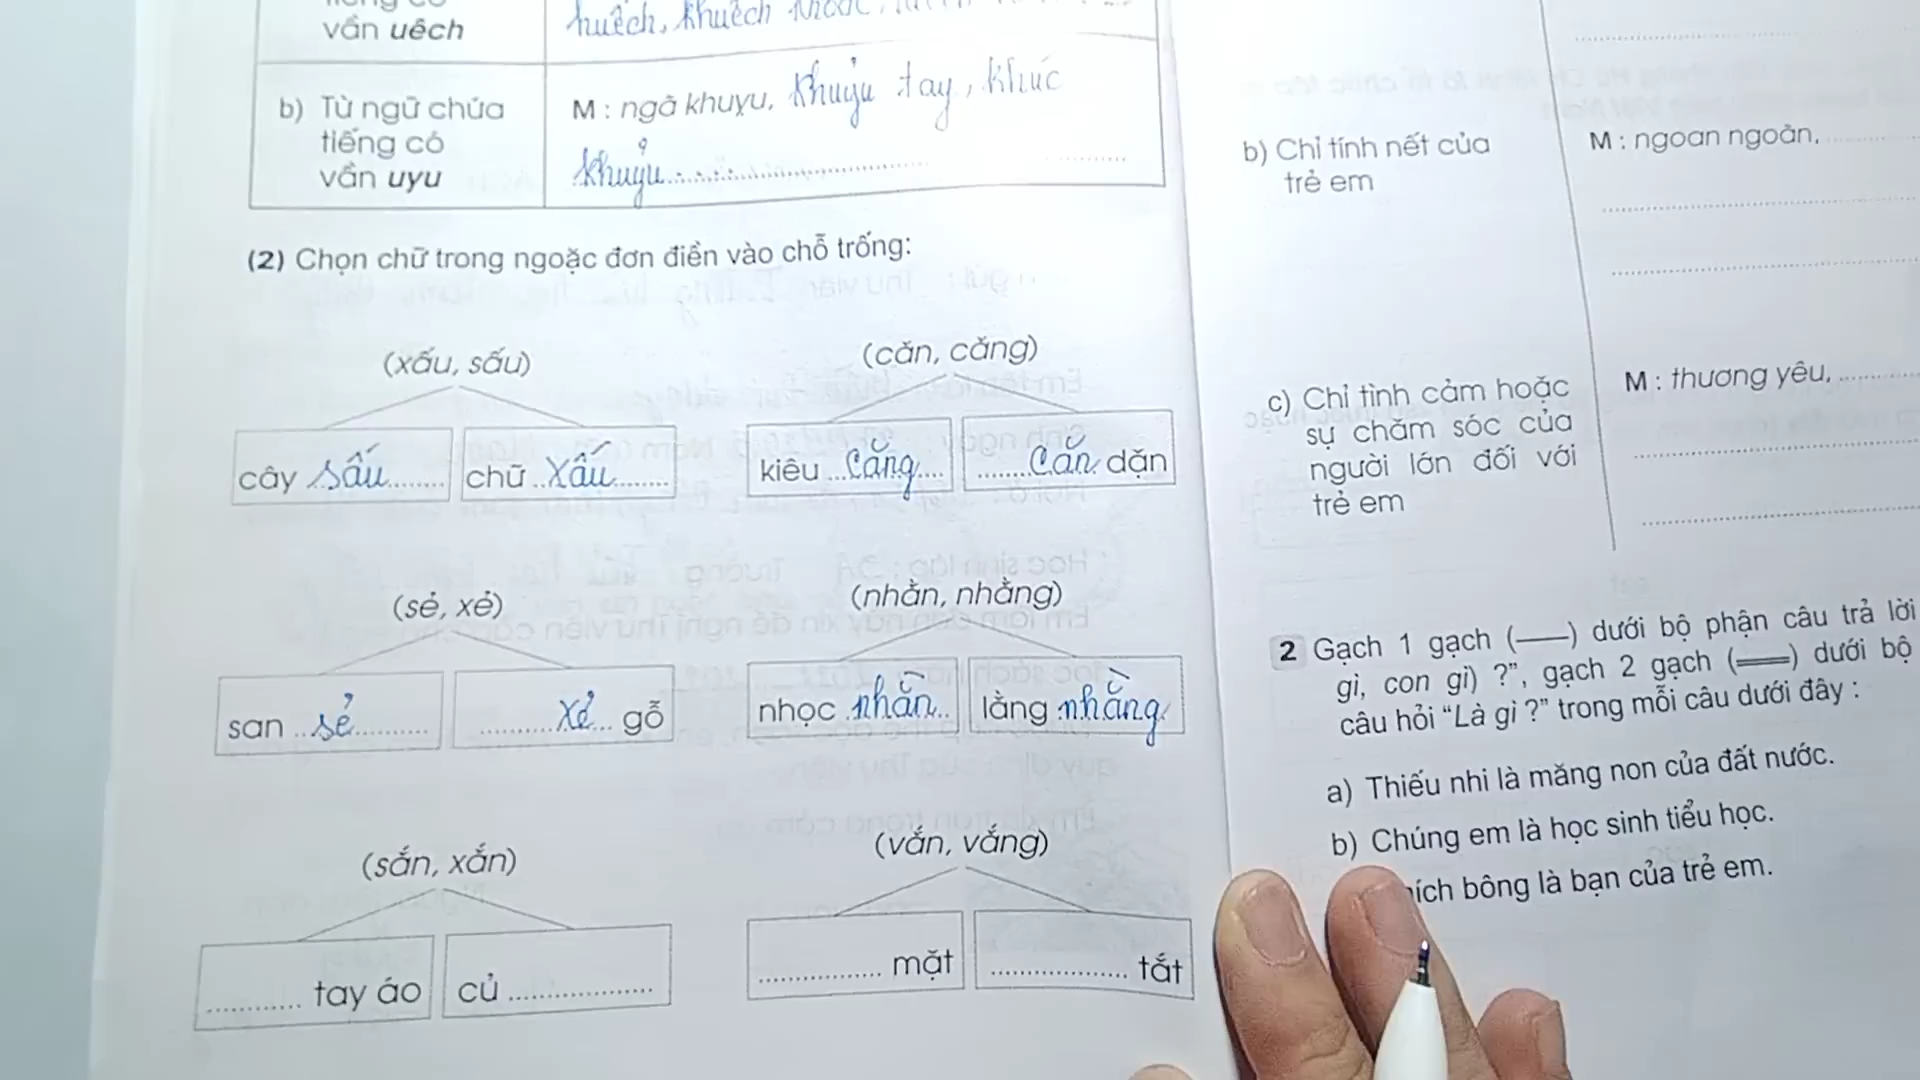 vần uêch
huếch, khuếch
b) Từ ngữ chứa
tiếng có
vần uyu
M : ngã khuỵu, khuỷu tay, khúc
khuỷu
(2) Chọn chữ trong ngoặc đơn điền vào chỗ trống:
(xấu, sấu)
(căn, căng)
cây sấu
chữ xấu
kiêu căng
căn dặn
(sẻ, xẻ)
(nhằn, nhằng)
san sẻ
xẻ gỗ
nhọc nhằn
lằng nhằng
(sắn, xắn)
(vắn, vắng)
tay áo
củ
mặt
tắt
b) Chỉ tính nết của
trẻ em
M : ngoan ngoãn,
c) Chỉ tình cảm hoặc
sự chăm sóc của
người lớn đối với
trẻ em
M : thương yêu,
2 Gạch 1 gạch (——) dưới bộ phận câu trả lời
gì, con gì) ?”, gạch 2 gạch (═══) dưới bộ
câu hỏi “Là gì ?” trong mỗi câu dưới đây :
a) Thiếu nhi là măng non của đất nước.
b) Chúng em là học sinh tiểu học.
bông là bạn của trẻ em.